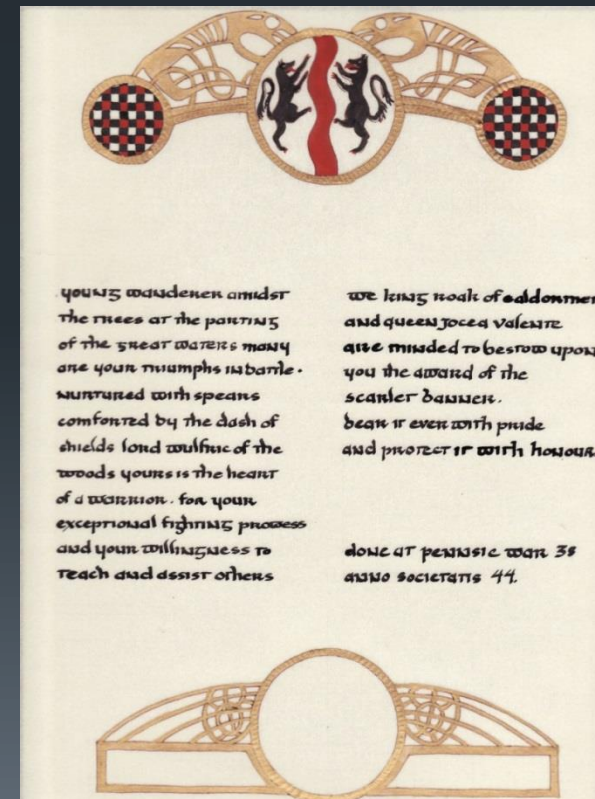 young wanderer amidst
the trees at the parting
of the great waters many
are your triumphs in battle.
nurtured with spears
comforted by the dash of
shields lord wulfric of the
woods yours is the heart
of a warrior. for your
exceptional fighting prowess
and your willingness to
teach and assist others
we king roak of ealdormer
and queen jocea valente
are minded to bestow upon
you the award of the
scarlet banner.
bear it ever with pride
and protect it with honour.
done at pennsic war 38
anno societatis 44.